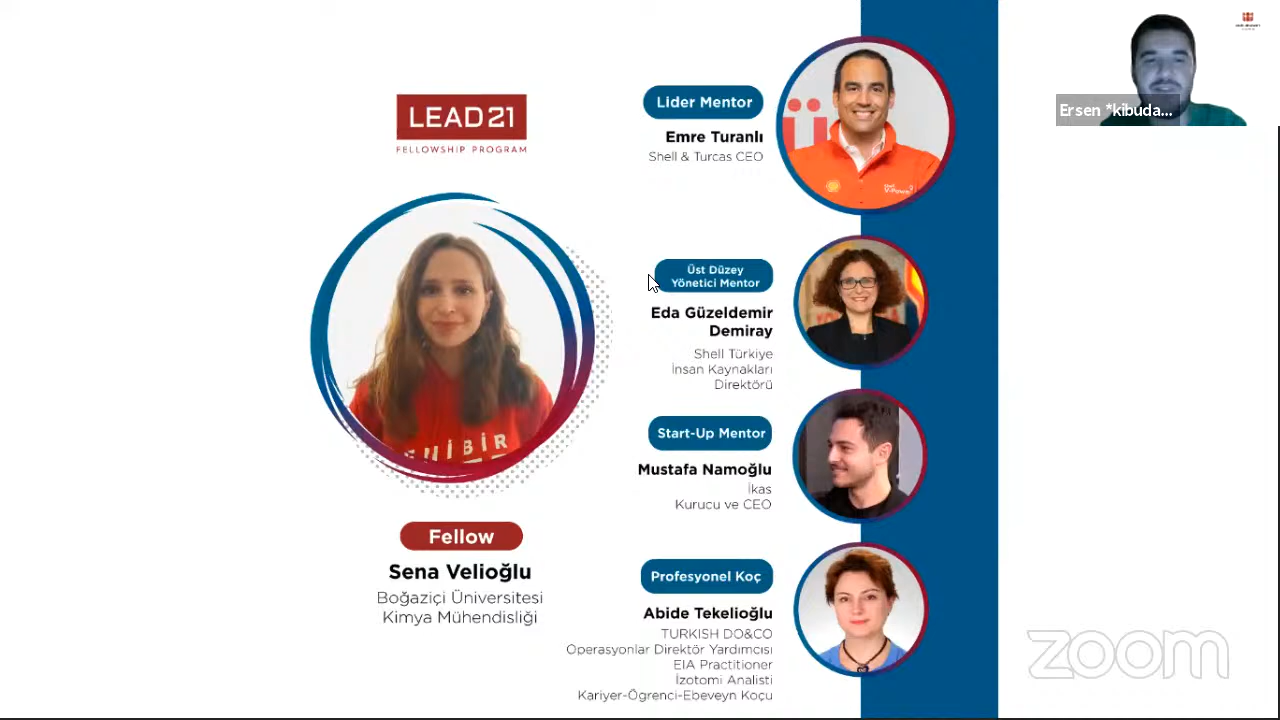 LEAD21
FELLOWSHIP PROGRAM
Fellow
Sena Velioğlu
Boğaziçi Üniversitesi
Kimya Mühendisliği
Lider Mentor
Emre Turanlı
Shell & Turcas CEO
Üst Düzey
Yönetici Mentor
Eda Güzeldemir
Demiray
Shell Türkiye
İnsan Kaynakları
Direktörü
Start-Up Mentor
Mustafa Namoğlu
İkas
Kurucu ve CEO
Profesyonel Koç
Abide Tekelioğlu
TURKISH DO&CO
Operasyonlar Direktör Yardımcısı
EIA Practitioner
İzotomi Analisti
Kariyer-Ögrenci-Ebeveyn Koçu
Ersen *kibuda...
zoom